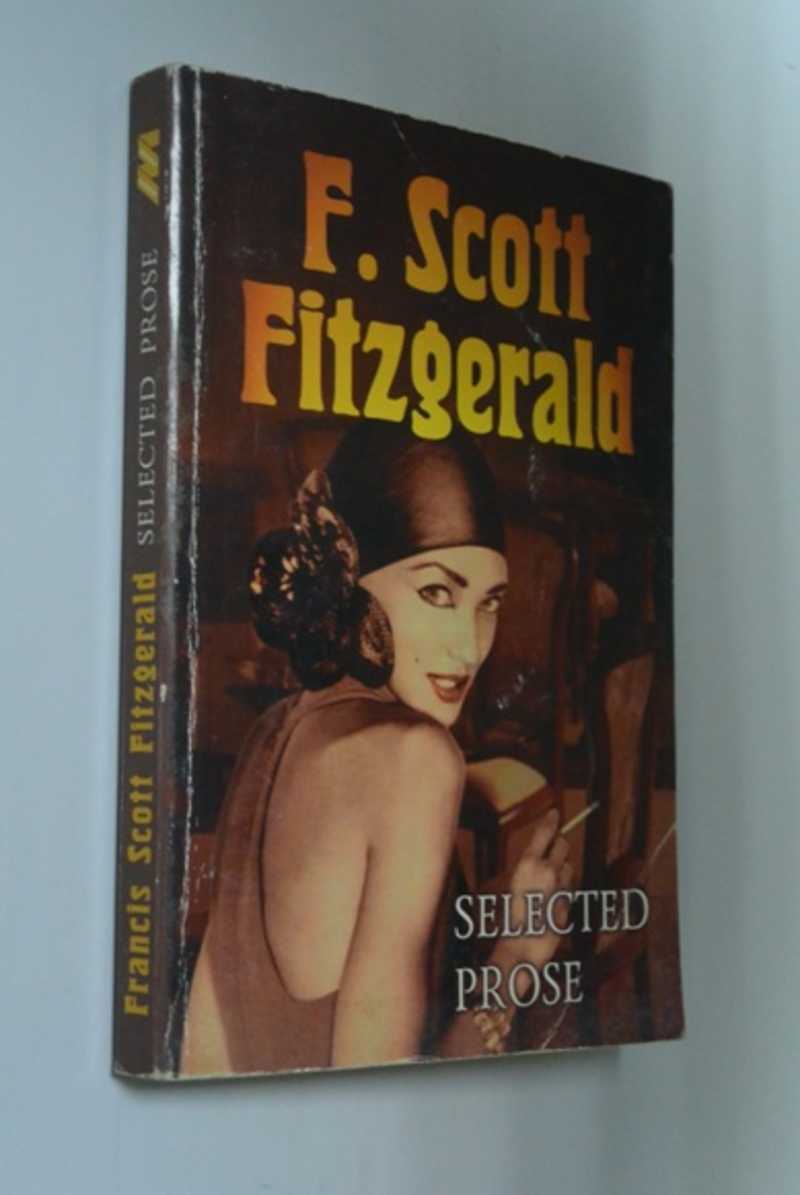 F. Scott
Fitzgerald
SELECTED
PROSE
Francis Scott Fitzgerald SELECTED PROSE